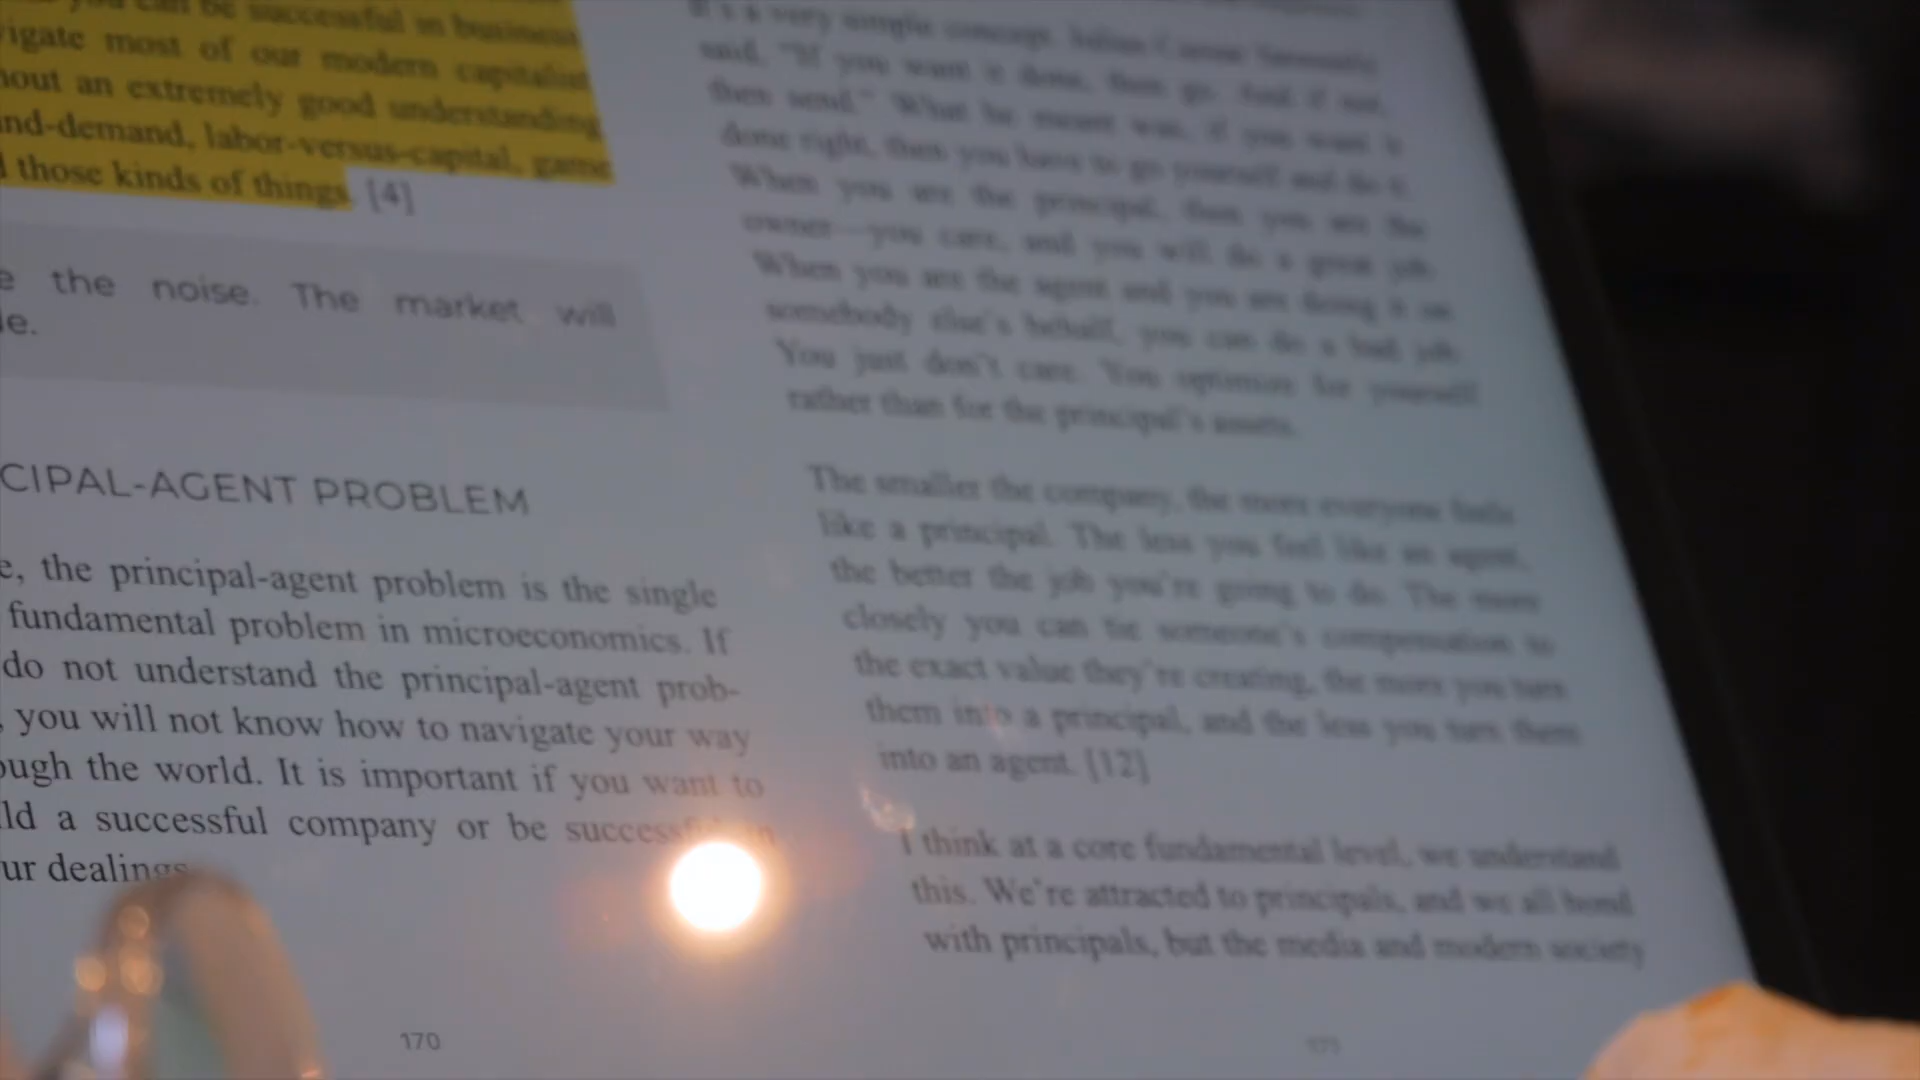 you can be successful in business
igate most of our modern capitalist
out an extremely good understanding
nd-demand, labor-versus-capital, game
those kinds of things. [4]
e the noise. The market will
le.
CIPAL-AGENT PROBLEM
e, the principal-agent problem is the single
fundamental problem in microeconomics. If
do not understand the principal-agent prob-
, you will not know how to navigate your way
ough the world. It is important if you want to
ld a successful company or be successful in
ur dealings
170
It's a very simple concept. Julius Caesar famously
said, "If you want it done, then go. And if not,
then send." What he meant was, if you want it
done right, then you have to go yourself and do it.
When you are the principal, then you are the
owner—you care, and you will do a great job.
When you are the agent and you are doing it on
somebody else's behalf, you can do a bad job.
You just don't care. You optimize for yourself
rather than for the principal's assets.
The smaller the company, the more everyone feels
like a principal. The less you feel like an agent,
the better the job you're going to do. The more
closely you can tie someone's compensation to
the exact value they're creating, the more you turn
them into a principal, and the less you turn them
into an agent. [12]
I think at a core fundamental level, we understand
this. We're attracted to principals, and we all bond
with principals, but the media and modern society
171